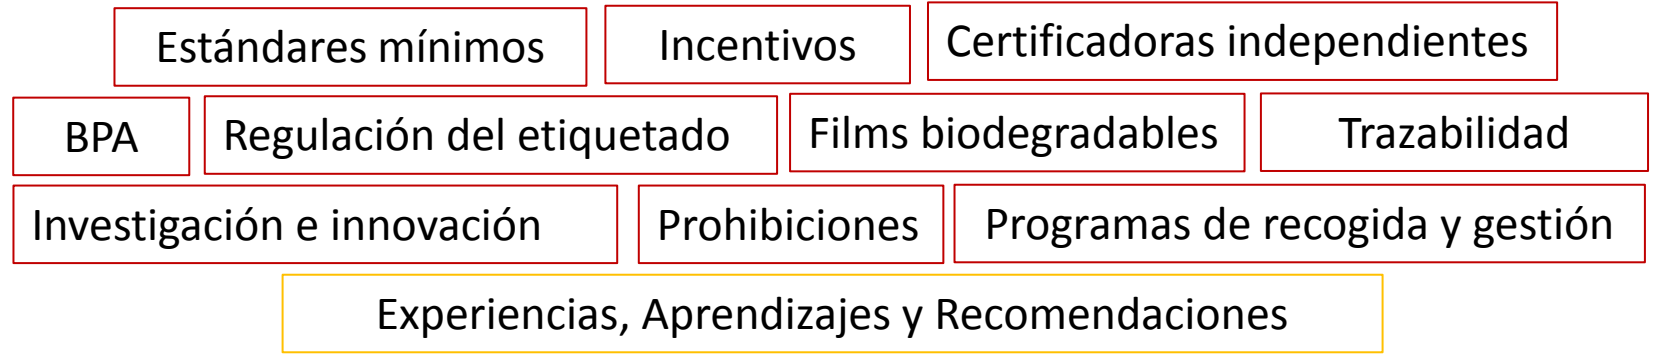 Estándares mínimos
Incentivos
Certificadoras independientes
BPA
Regulación del etiquetado
Films biodegradables
Trazabilidad
Investigación e innovación
Prohibiciones
Programas de recogida y gestión
Experiencias, Aprendizajes y Recomendaciones